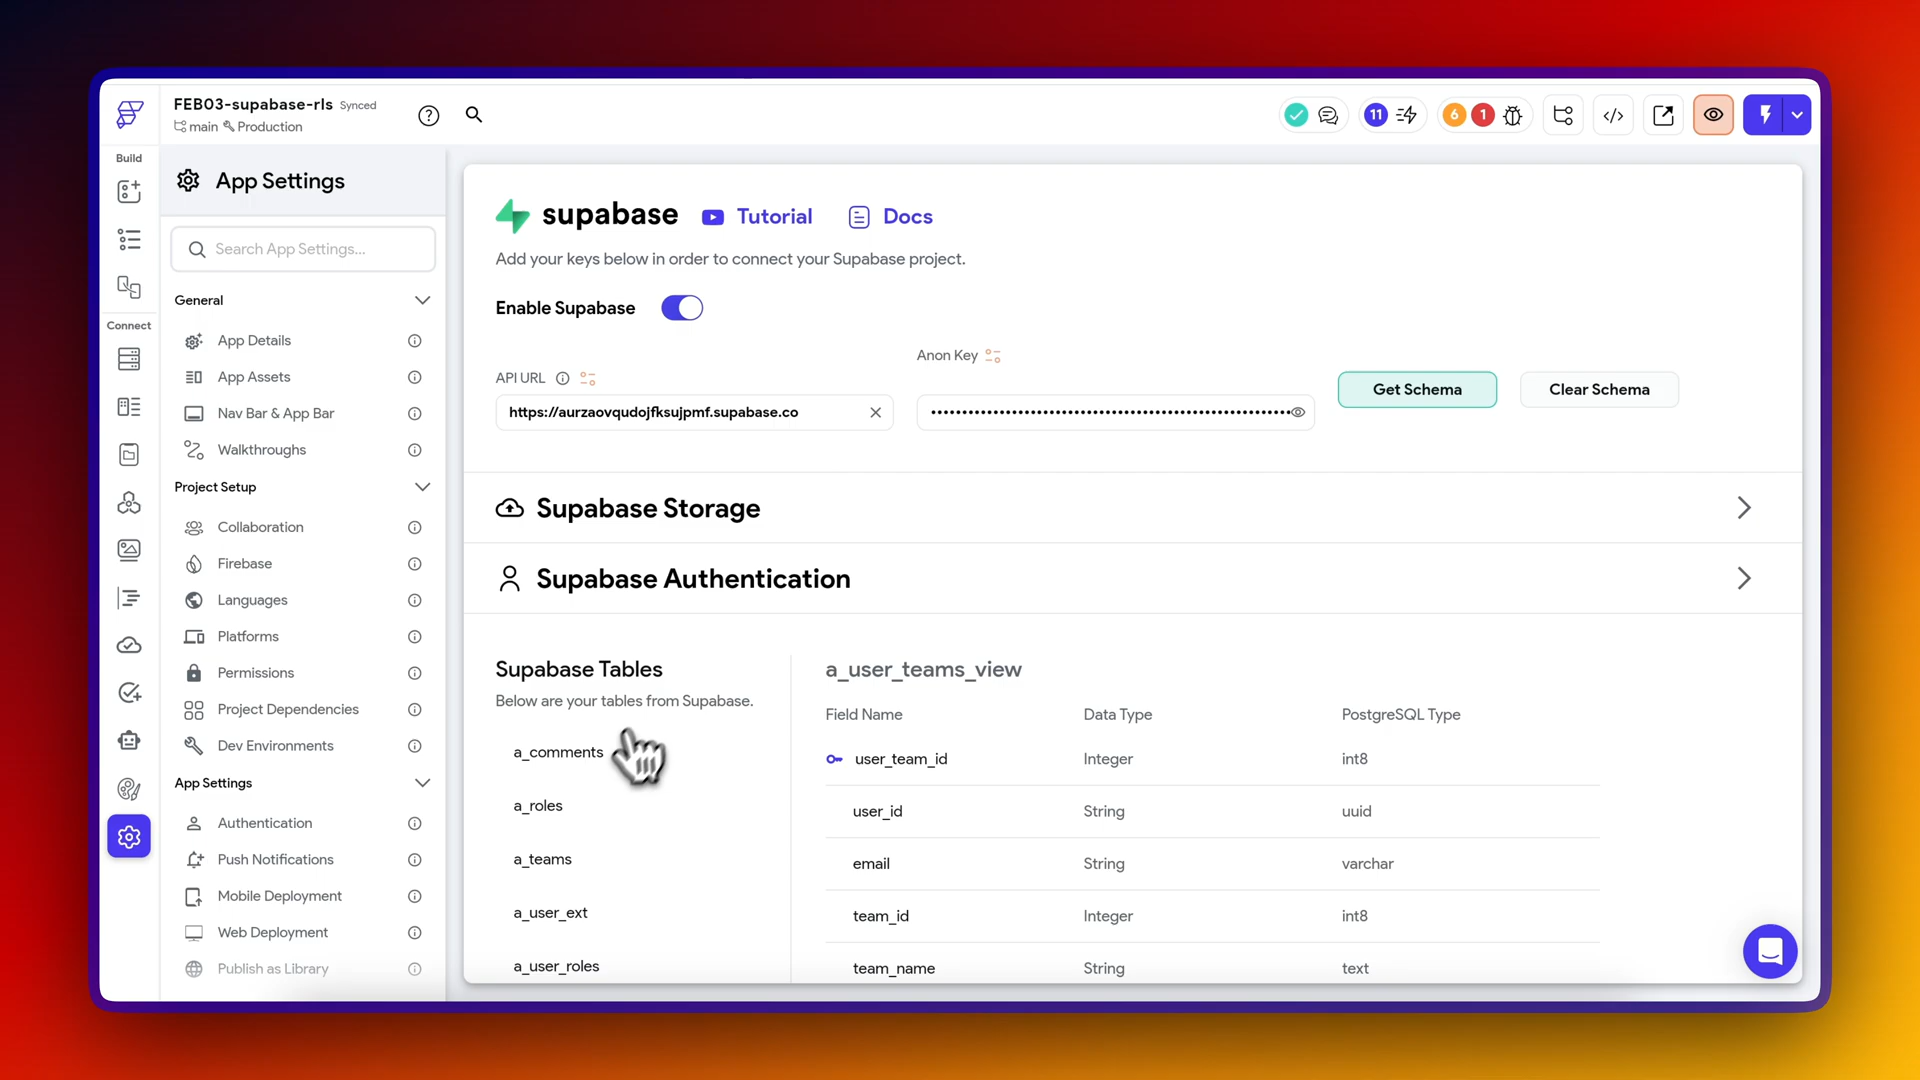 FEB03-supabase-rls Synced
main Production
11
6
1
Build
Connect
App Settings
Search App Settings...
General
App Details
App Assets
Nav Bar & App Bar
Walkthroughs
Project Setup
Collaboration
Firebase
Languages
Platforms
Permissions
Project Dependencies
Dev Environments
App Settings
Authentication
Push Notifications
Mobile Deployment
Web Deployment
Publish as Library
supabase Tutorial Docs
Add your keys below in order to connect your Supabase project.
Enable Supabase
API URL
https://aurzaovqudojfksujpmf.supabase.co
Anon Key
Get Schema
Clear Schema
Supabase Storage
Supabase Authentication
Supabase Tables
Below are your tables from Supabase.
a_comments
a_roles
a_teams
a_user_ext
a_user_roles
a_user_teams_view
Field Name Data Type PostgreSQL Type
user_team_id Integer int8
user_id String uuid
email String varchar
team_id Integer int8
team_name String text